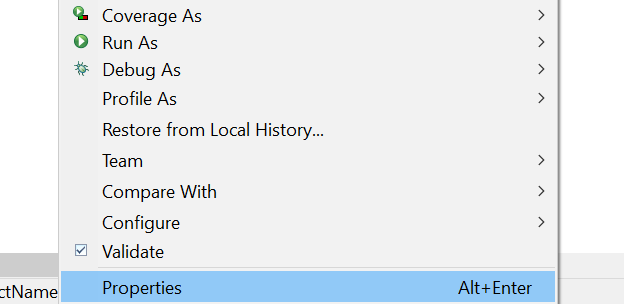 Coverage As
Run As
Debug As
Profile As
Restore from Local History...
Team
Compare With
Configure
Validate
ctName
Properties Alt+Enter